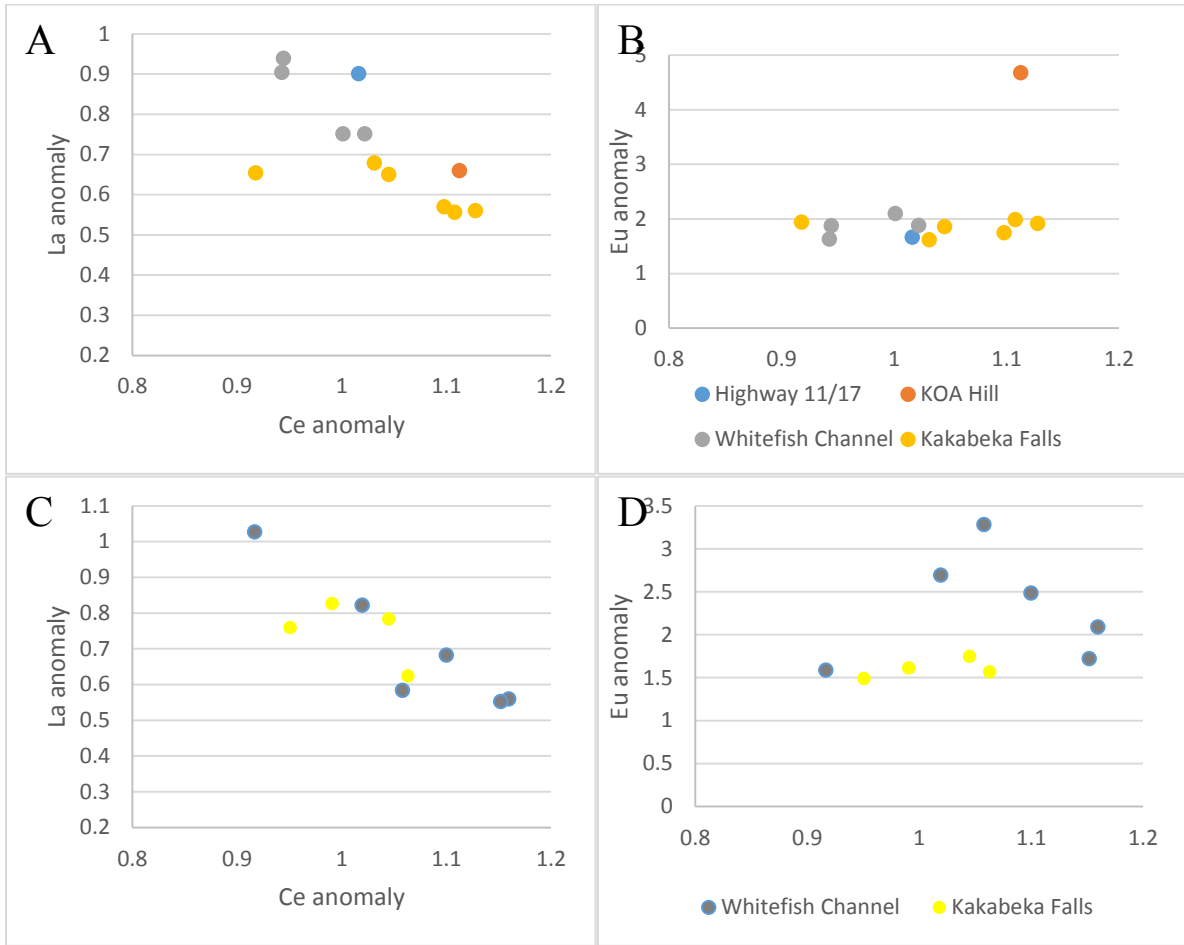 A
1
0.9
0.8
0.7
0.6
0.5
0.4
0.3
0.2
La anomaly
0.8 0.9 1 1.1 1.2
Ce anomaly
B
5
4
3
2
1
0
Eu anomaly
0.8 0.9 1 1.1 1.2
Highway 11/17 KOA Hill
Whitefish Channel Kakabeka Falls
C
1.1
1
0.9
0.8
0.7
0.6
0.5
0.4
0.3
0.2
La anomaly
0.8 0.9 1 1.1 1.2
Ce anomaly
D
3.5
3
2.5
2
1.5
1
0.5
0
Eu anomaly
0.8 0.9 1 1.1 1.2
Whitefish Channel Kakabeka Falls